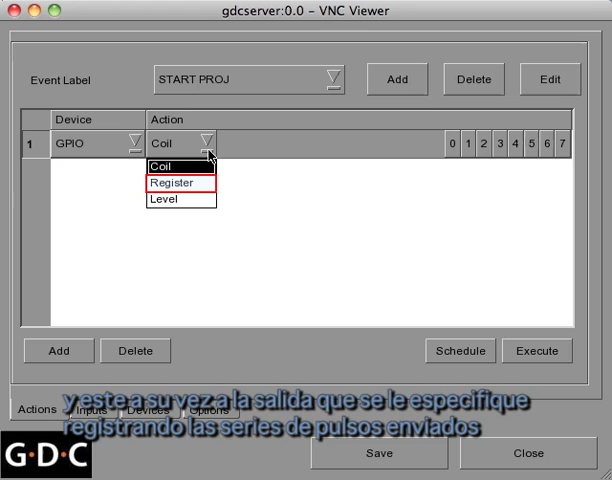 gdcserver:0.0 – VNC Viewer
Event Label START PROJ Add Delete Edit
Device Action
1 GPIO Coil 0 1 2 3 4 5 6 7
Coil
Register
Level
Add Delete Schedule Execute
y este a su vez a la salida que se le especifique
Actions Inputs Devices Options
registrando las series de pulsos enviados
G·D·C Save Close